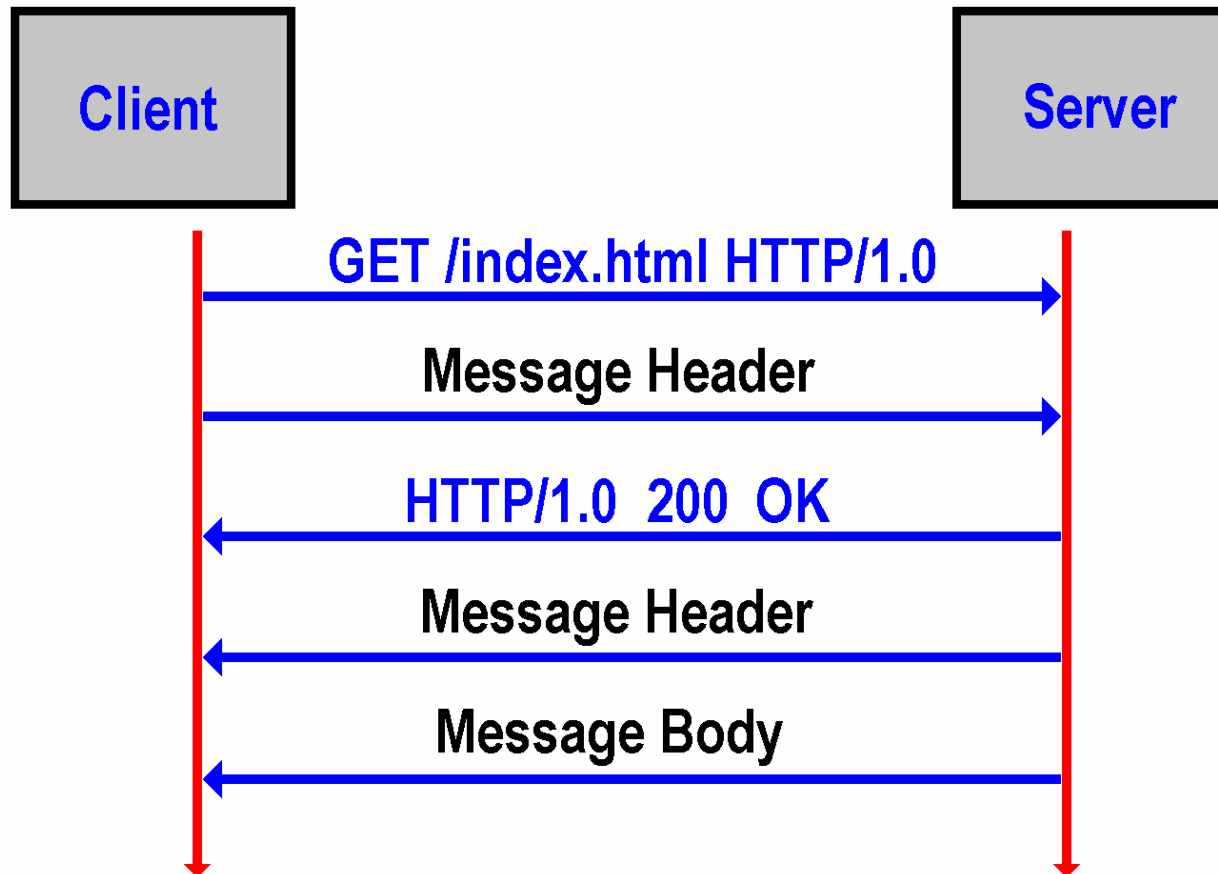 Client
Server
GET /index.html HTTP/1.0
Message Header
HTTP/1.0 200 OK
Message Header
Message Body